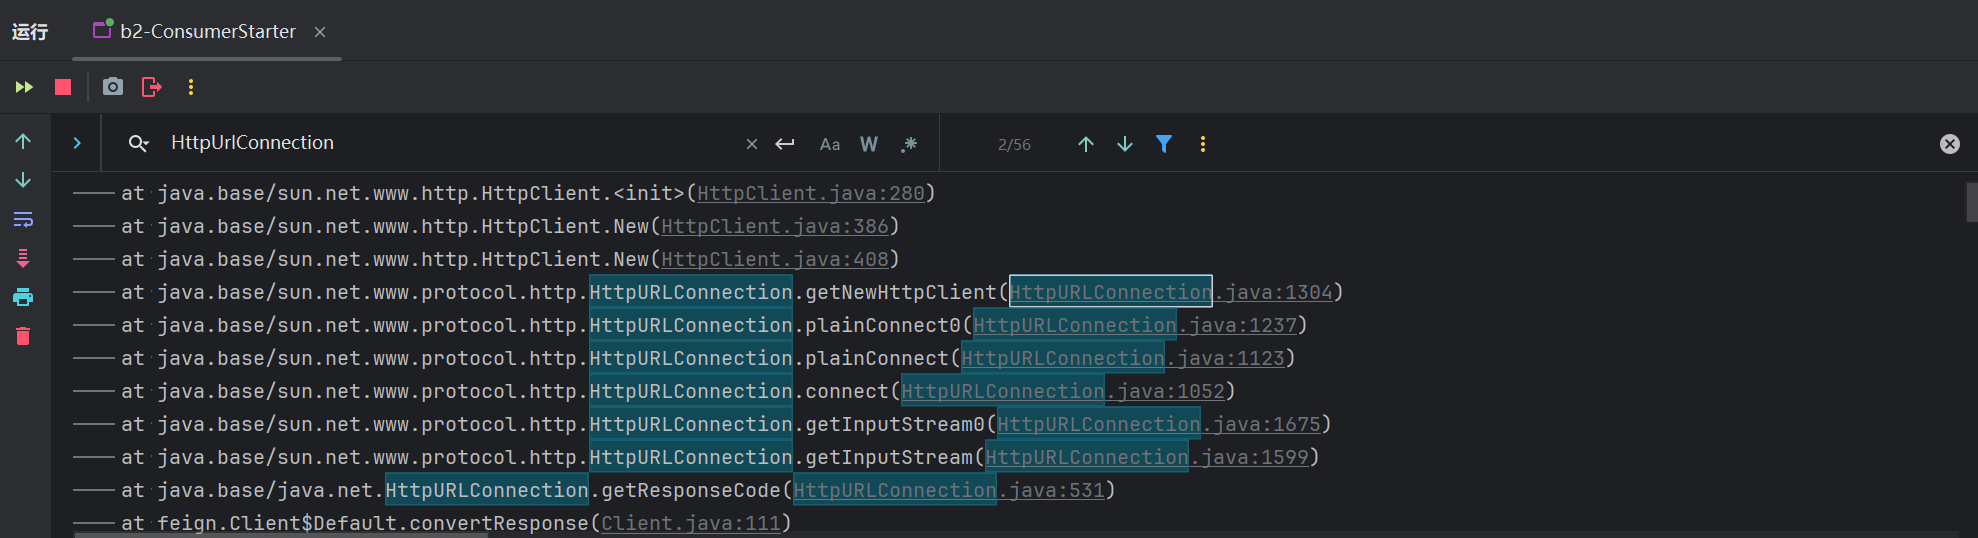 运行 b2-ConsumerStarter
HttpUrlConnection Aa W .* 2/56
at java.base/sun.net.www.http.HttpClient.<init>(HttpClient.java:280)
at java.base/sun.net.www.http.HttpClient.New(HttpClient.java:386)
at java.base/sun.net.www.http.HttpClient.New(HttpClient.java:408)
at java.base/sun.net.www.protocol.http.HttpURLConnection.getNewHttpClient(HttpURLConnection.java:1304)
at java.base/sun.net.www.protocol.http.HttpURLConnection.plainConnect0(HttpURLConnection.java:1237)
at java.base/sun.net.www.protocol.http.HttpURLConnection.plainConnect(HttpURLConnection.java:1123)
at java.base/sun.net.www.protocol.http.HttpURLConnection.connect(HttpURLConnection.java:1052)
at java.base/sun.net.www.protocol.http.HttpURLConnection.getInputStream0(HttpURLConnection.java:1675)
at java.base/sun.net.www.protocol.http.HttpURLConnection.getInputStream(HttpURLConnection.java:1599)
at java.base/java.net.HttpURLConnection.getResponseCode(HttpURLConnection.java:531)
at feign.Client$Default.convertResponse(Client.java:111)